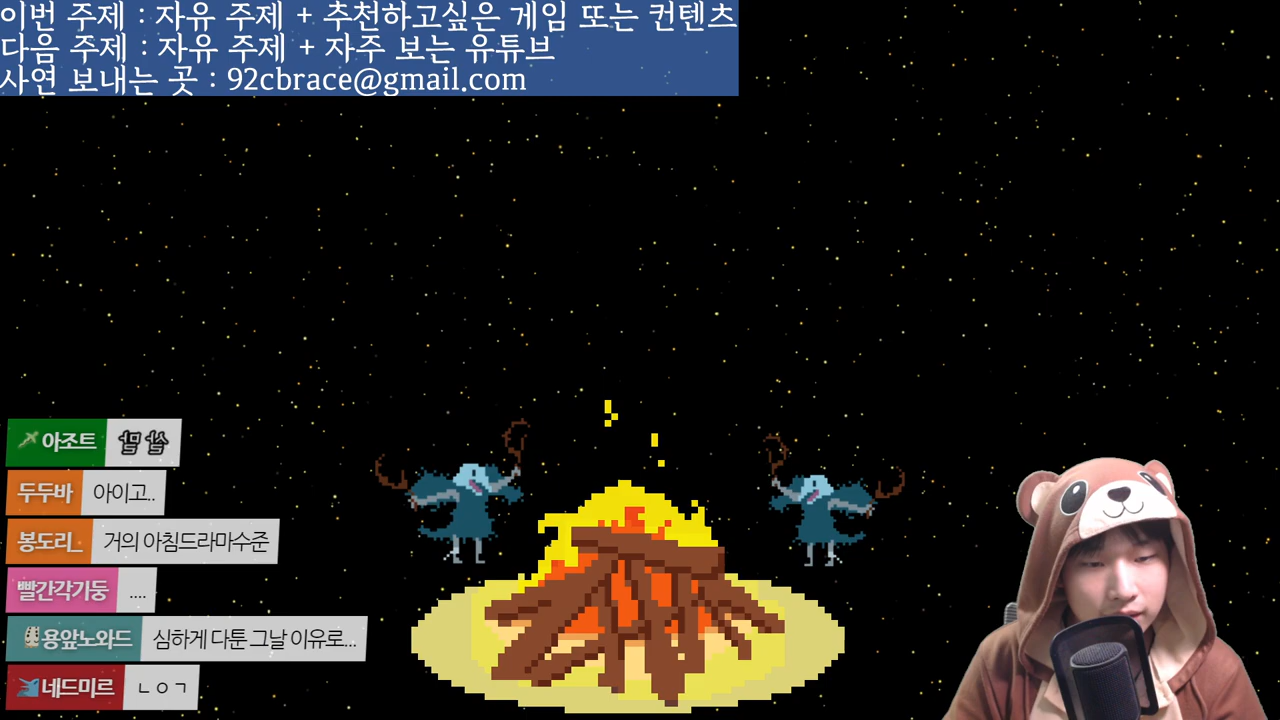 이번 주제 : 자유 주제 + 추천하고싶은 게임 또는 컨텐츠
다음 주제 : 자유 주제 + 자주 보는 유튜브
사연 보내는 곳 : 92cbrace@gmail.com
아조트
두두바 아이고..
봉도리_ 거의 아침드라마수준
빨간각기둥 ....
용앞노와드 심하게 다툰 그날 이유로...
네드미르 ㄴㅇㄱ